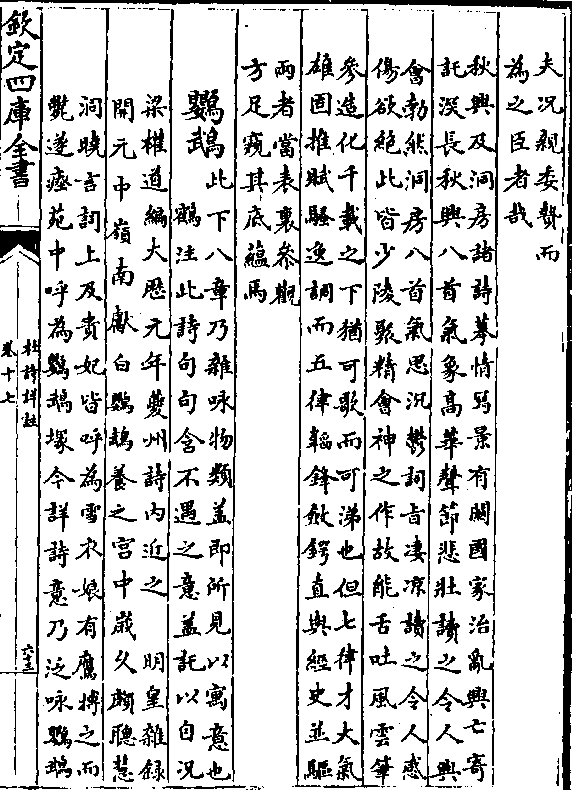 夫况親委贄而
為之臣者哉
秋興及洞房諸詩摹情冩景有關國家治亂興亡寄
託深長秋興八首氣象高華聲節悲壯讀之令人興
會勃然洞房八首氣思沉鬱詞旨凄凉讀之令人感
傷欲絶此皆少陵聚精會神之作故能舌吐風雲筆
參造化千載之下猶可歌而可涕也但七律才大氣
雄固推賦騷逸調而五律韜鋒斂鍔直與經史並驅
兩者當表裏參觀
方足窺其底蘊焉
鸚鵡
此下八章乃雜咏物類盖即所見以寓意也
鶴注此詩句句含不遇之意盖託以自况
梁權道編大厯元年夔州詩内近之　明皇雜録
開元中嶺南獻白鸚鵡養之宫中歲久頗聰慧
洞曉言詞上及貴妃皆呼為雪衣娘有鷹搏之而
斃遂瘞苑中呼為鸚鵡塚今詳詩意乃泛咏鸚鵡
欽定四庫全書
杜詩詳註
卷十七
六十三